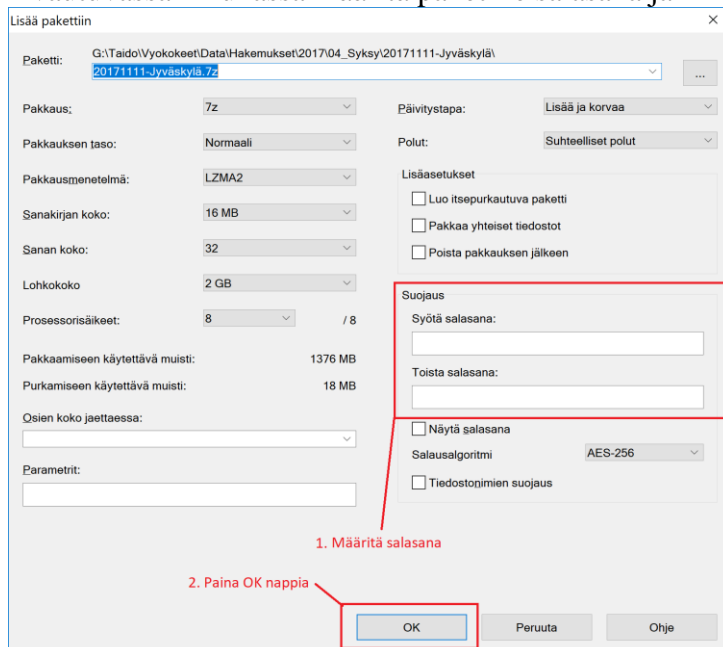 Lisää pakettiin
Paketti:
G:\Taido\Vyokokeet\Data\Hakemukset\2017\04_Syksy\20171111-Jyväskylä\
20171111-Jyväskylä.7z
...
Pakkaus:
7z
Pakkauksen taso:
Normaali
Pakkausmenetelmä:
LZMA2
Sanakirjan koko:
16 MB
Sanan koko:
32
Lohkokoko
2 GB
Prosessorisäikeet:
8
/ 8
Pakkaamiseen käytettävä muisti:
1376 MB
Purkamiseen käytettävä muisti:
18 MB
Osien koko jaettaessa:
Parametrit:
Päivitystapa:
Lisää ja korvaa
Polut:
Suhteelliset polut
Lisäasetukset
Luo itsepurkautuva paketti
Pakkaa yhteiset tiedostot
Poista pakkauksen jälkeen
Suojaus
Syötä salasana:
Toista salasana:
Näytä salasana
Salausalgoritmi
AES-256
Tiedostonimien suojaus
1. Määritä salasana
2. Paina OK nappia
OK
Peruuta
Ohje